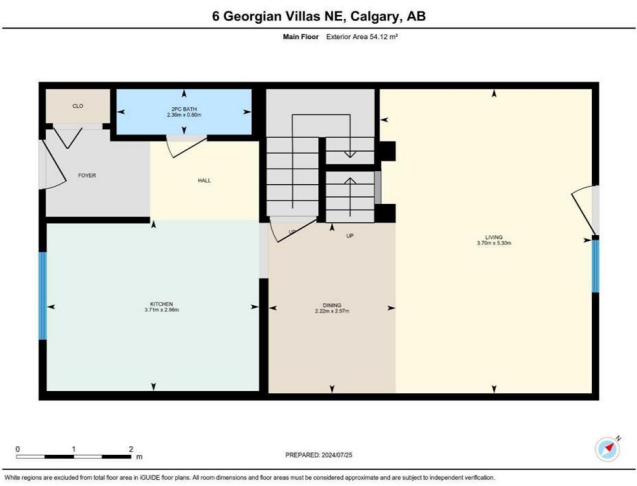 6 Georgian Villas NE, Calgary, AB
Main Floor Exterior Area 54.12 m²
CLO
2PC BATH
2.36m x 0.80m
FOYER
HALL
UP
UP
LIVING
3.70m x 5.30m
KITCHEN
3.71m x 2.98m
DINING
2.22m x 2.97m
0 1 2
m
PREPARED: 2024/07/25
N
White regions are excluded from total floor area in iGUIDE floor plans. All room dimensions and floor areas must be considered approximate and are subject to independent verification.